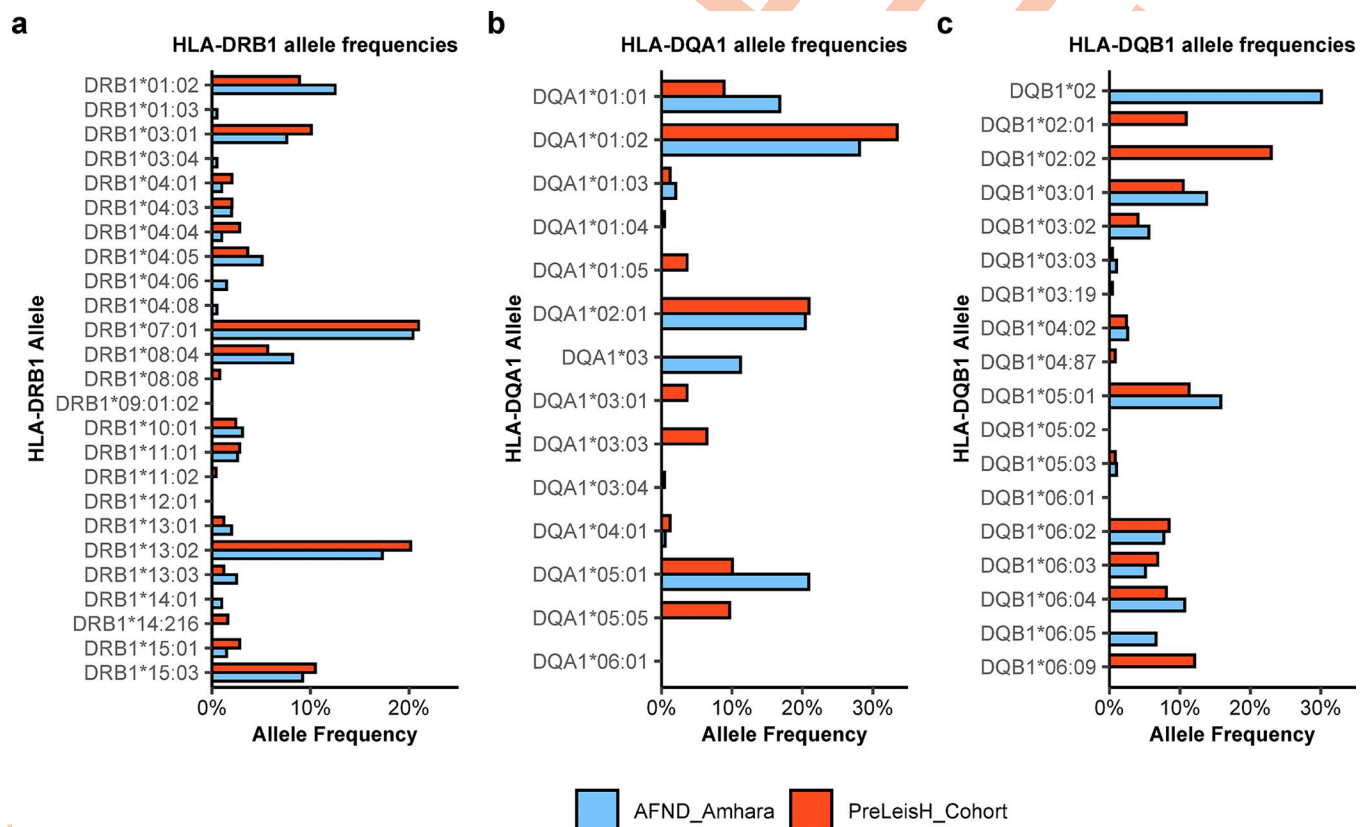 a
HLA-DRB1 allele frequencies
DRB1*01:02
DRB1*01:03
DRB1*03:01
DRB1*03:04
DRB1*04:01
DRB1*04:03
DRB1*04:04
DRB1*04:05
DRB1*04:06
DRB1*04:08
DRB1*07:01
DRB1*08:04
DRB1*08:08
DRB1*09:01:02
DRB1*10:01
DRB1*11:01
DRB1*11:02
DRB1*12:01
DRB1*13:01
DRB1*13:02
DRB1*13:03
DRB1*14:01
DRB1*14:216
DRB1*15:01
DRB1*15:03
HLA-DRB1 Allele
0% 10% 20%
Allele Frequency
b
HLA-DQA1 allele frequencies
DQA1*01:01
DQA1*01:02
DQA1*01:03
DQA1*01:04
DQA1*01:05
DQA1*02:01
DQA1*03
DQA1*03:01
DQA1*03:03
DQA1*03:04
DQA1*04:01
DQA1*05:01
DQA1*05:05
DQA1*06:01
HLA-DQA1 Allele
0% 10% 20% 30%
Allele Frequency
c
HLA-DQB1 allele frequencies
DQB1*02
DQB1*02:01
DQB1*02:02
DQB1*03:01
DQB1*03:02
DQB1*03:03
DQB1*03:19
DQB1*04:02
DQB1*04:87
DQB1*05:01
DQB1*05:02
DQB1*05:03
DQB1*06:01
DQB1*06:02
DQB1*06:03
DQB1*06:04
DQB1*06:05
DQB1*06:09
HLA-DQB1 Allele
0% 10% 20% 30%
Allele Frequency
AFND_Amhara PreLeisH_Cohort